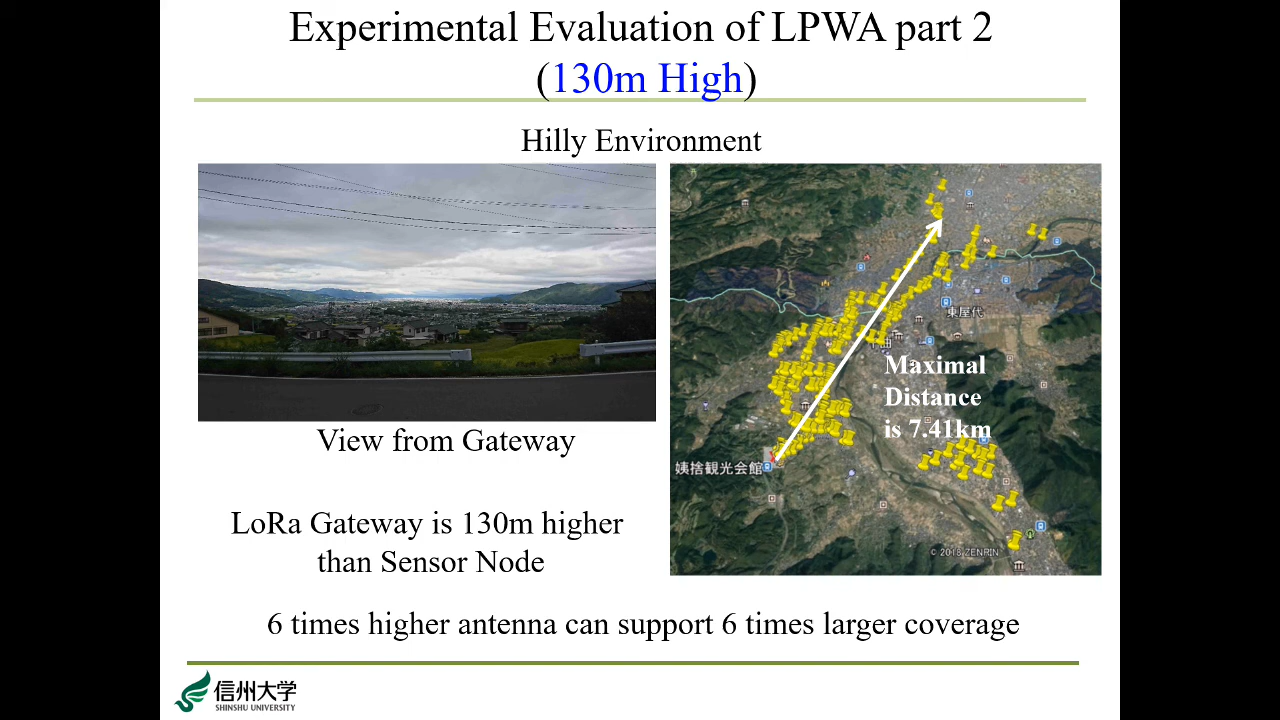 Experimental Evaluation of LPWA part 2
(130m High)
Hilly Environment
東屋代
Maximal
Distance
is 7.41km
姨捨観光会館
© 2018 ZENRIN
View from Gateway
LoRa Gateway is 130m higher
than Sensor Node
6 times higher antenna can support 6 times larger coverage
信州大学
SHINSHU UNIVERSITY